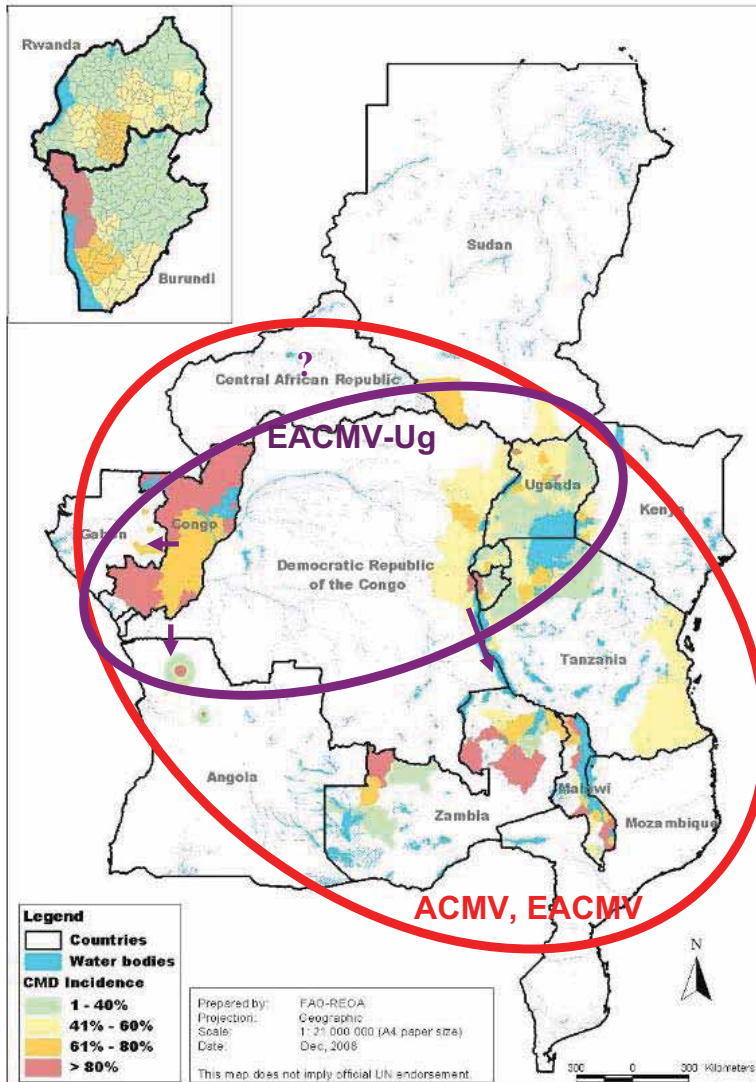 Rwanda
Burundi
Sudan
?
Central African Republic
EACMV-Ug
Uganda
Kenya
Gabon
Congo
Democratic Republic
of the Congo
Tanzania
Angola
Zambia
Malawi
Mozambique
ACMV, EACMV
Legend
Countries
Water bodies
CMD Incidence
1 - 40%
41% - 60%
61% - 80%
> 80%
Prepared by: FAO-REOA
Projection: Geographic
Scale: 1: 21 000 000 (A4 paper size)
Date: Dec, 2008
This map does not imply official UN endorsement.
N
300 0 300 Kilometers